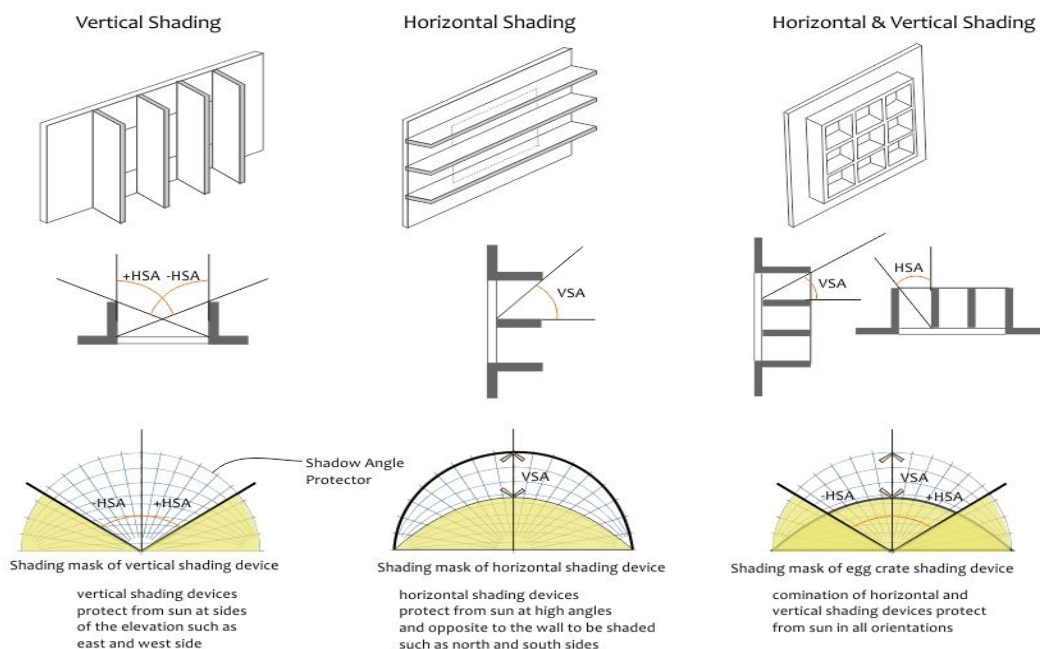 Vertical Shading
Horizontal Shading
Horizontal & Vertical Shading
+HSA -HSA
VSA
VSA
HSA
-HSA +HSA
Shadow Angle
Protector
VSA
-HSA VSA +HSA
Shading mask of vertical shading device
Shading mask of horizontal shading device
Shading mask of egg crate shading device
vertical shading devices
protect from sun at sides
of the elevation such as
east and west side
horizontal shading devices
protect from sun at high angles
and opposite to the wall to be shaded
such as north and south sides
comination of horizontal and
vertical shading devices protect
from sun in all orientations